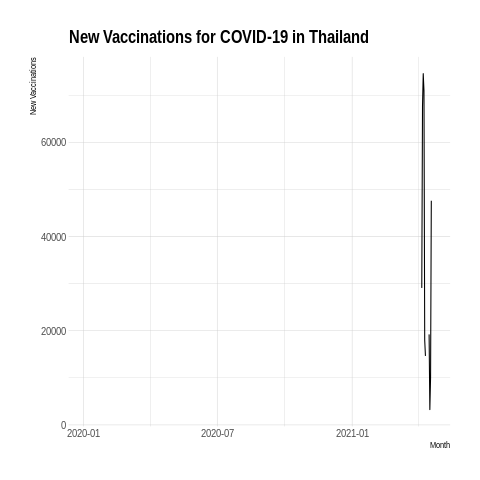 New Vaccinations for COVID-19 in Thailand
New Vaccinations
60000
40000
20000
0
2020-01
2020-07
2021-01
Month